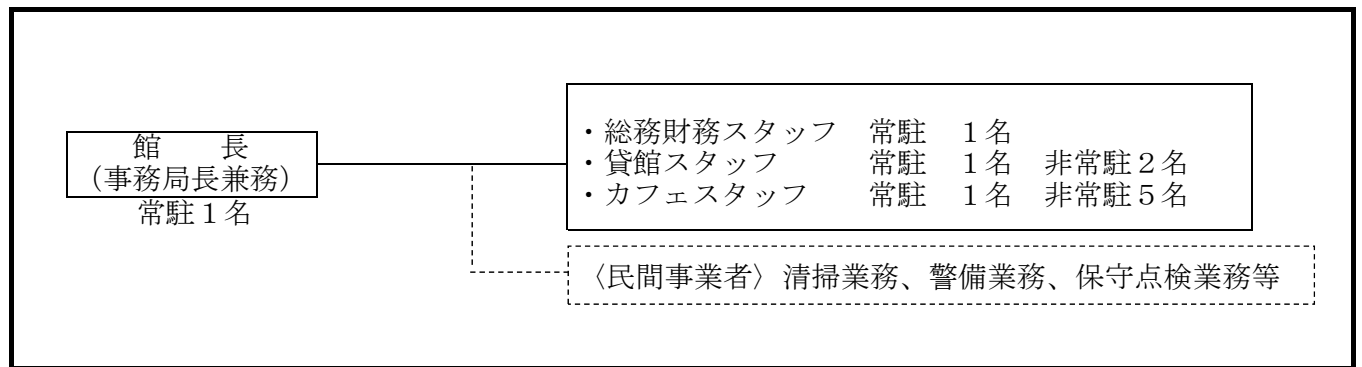 館　　長
（事務局長兼務）
常駐１名
・総務財務スタッフ　常駐　１名
・貸館スタッフ　　　常駐　１名　非常駐２名
・カフェスタッフ　　常駐　１名　非常駐５名
〈民間事業者〉清掃業務、警備業務、保守点検業務等